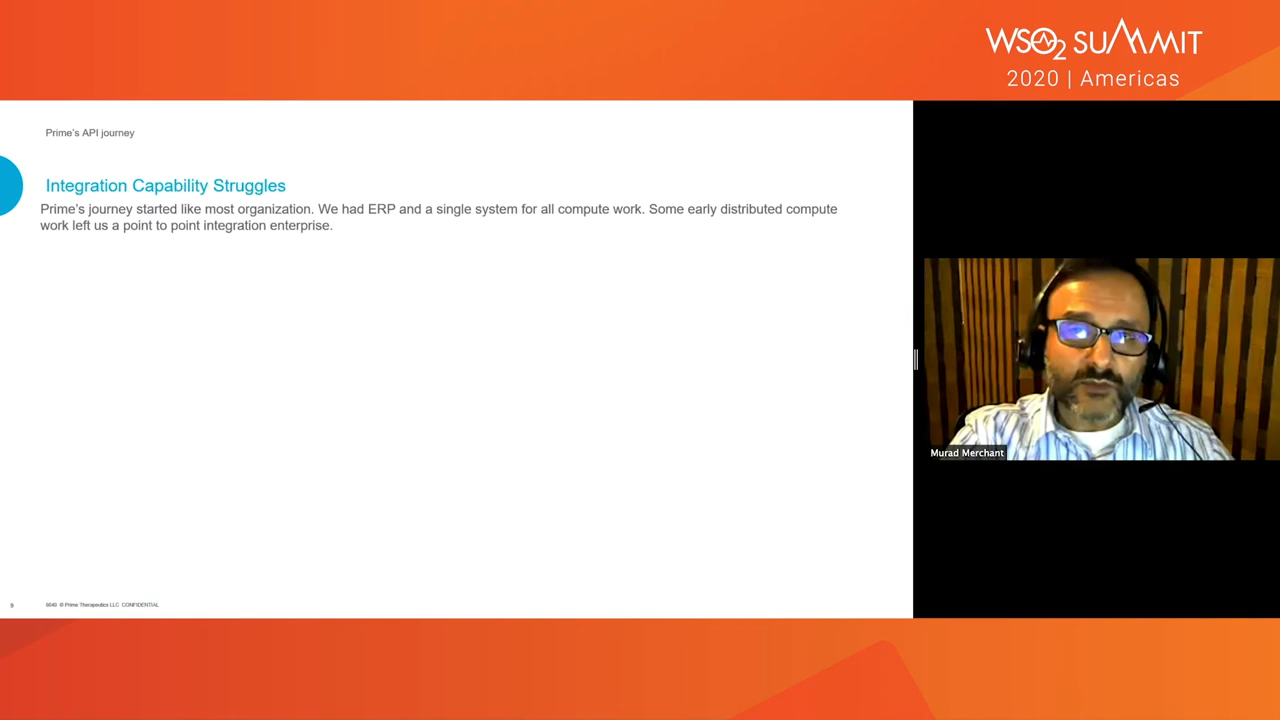 WSO2 SUMMIT
2020 | Americas
Prime's API journey
Integration Capability Struggles
Prime's journey started like most organization. We had ERP and a single system for all compute work. Some early distributed compute
work left us a point to point integration enterprise.
Murad Merchant
9
6049 © Prime Therapeutics LLC CONFIDENTIAL